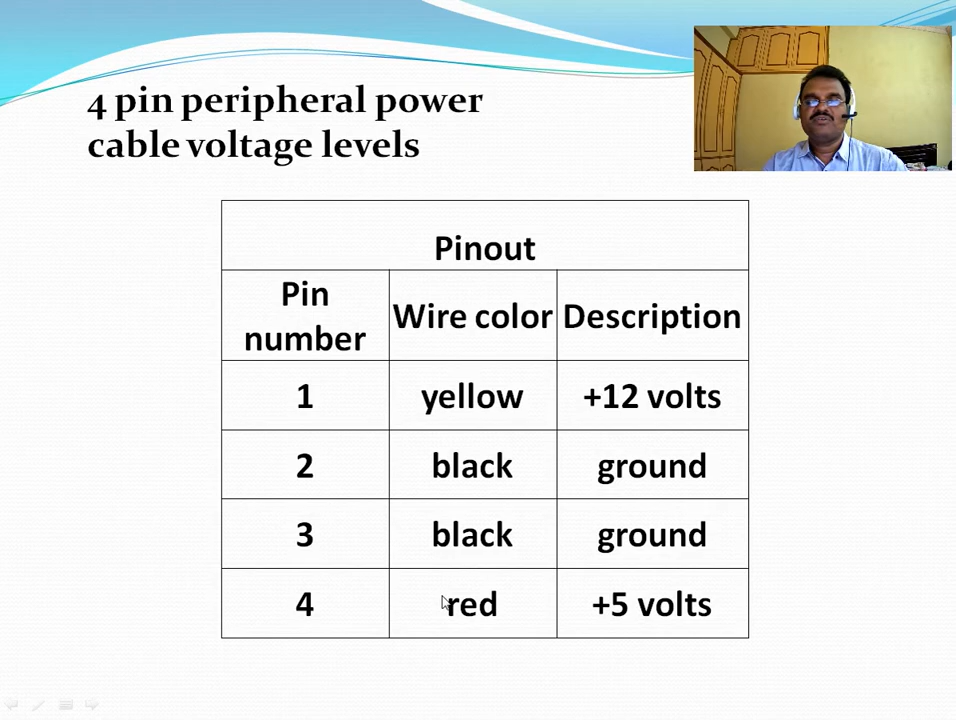 4 pin peripheral power
cable voltage levels
Pinout
Pin number Wire color Description
1 yellow +12 volts
2 black ground
3 black ground
4 red +5 volts